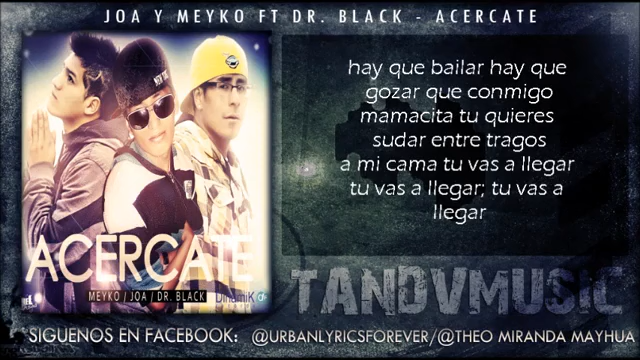 JOA Y MEYKO FT DR. BLACK - ACERCATE
hay que bailar hay que
gozar que conmigo
mamacita tu quieres
sudar entre tragos
a mi cama tu vas a llegar
tu vas a llegar; tu vas a
llegar
ACERCATE
MEYKO / JOA / DR. BLACK
TANDVMUSIC
SIGUENOS EN FACEBOOK: @URBANLYRICSFOREVER/@THEO MIRANDA MAYHUA